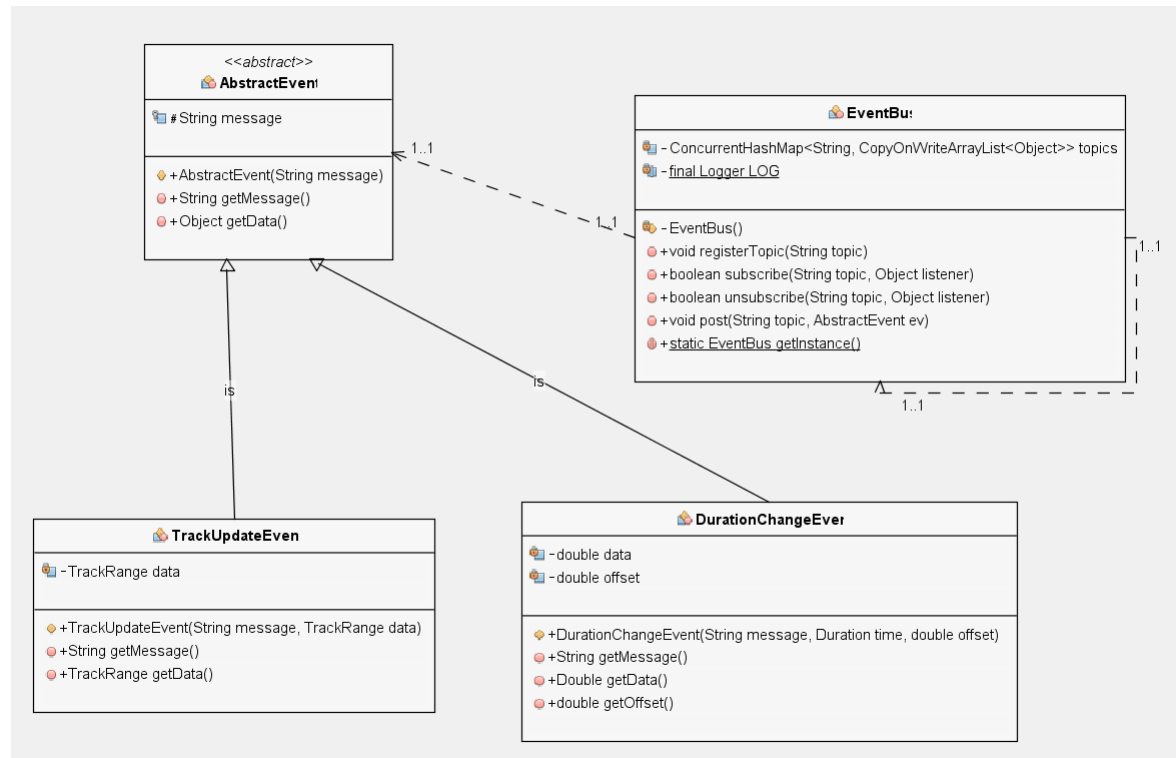 <<abstract>>
AbstractEvent
# String message
+AbstractEvent(String message)
+String getMessage()
+Object getData()
1..1
1..1
EventBus
- ConcurrentHashMap<String, CopyOnWriteArrayList<Object>> topics
- final Logger LOG
- EventBus()
+void registerTopic(String topic)
+boolean subscribe(String topic, Object listener)
+boolean unsubscribe(String topic, Object listener)
+void post(String topic, AbstractEvent ev)
+static EventBus getInstance()
1..1
1..1
is
is
TrackUpdateEven
-TrackRange data
+TrackUpdateEvent(String message, TrackRange data)
+String getMessage()
+TrackRange getData()
DurationChangeEver
-double data
-double offset
+DurationChangeEvent(String message, Duration time, double offset)
+String getMessage()
+Double getData()
+double getOffset()